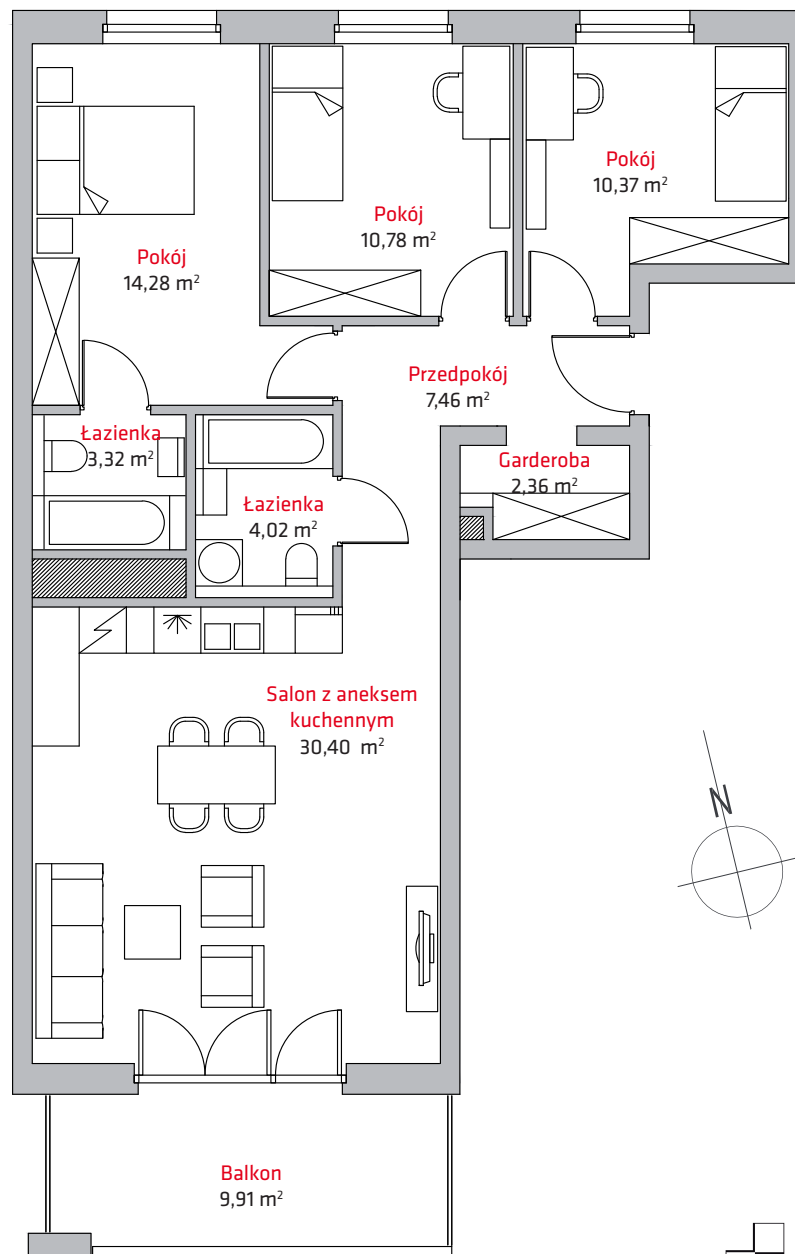 Pokój
10,37 m²
Pokój
10,78 m²
Pokój
14,28 m²
Przedpokój
7,46 m²
Łazienka
3,32 m²
Garderoba
2,36 m²
Łazienka
4,02 m²
Salon z aneksem
kuchennym
30,40 m²
N
Balkon
9,91 m²